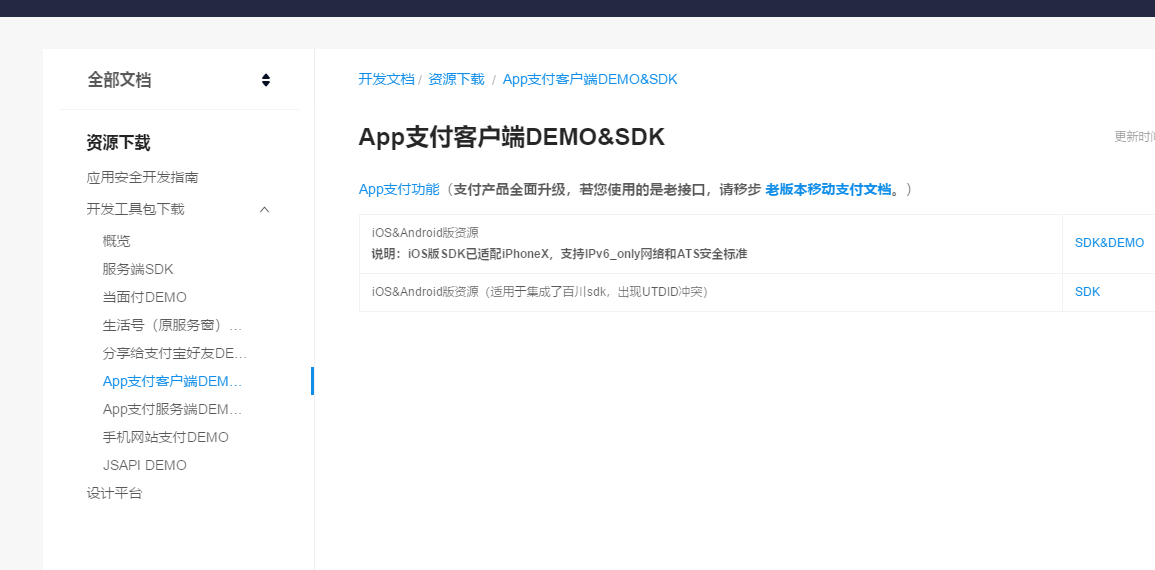 全部文档
资源下载
应用安全开发指南
开发工具包下载
概览
服务端SDK
当面付DEMO
生活号（原服务窗）…
分享给支付宝好友DE…
App支付客户端DEM…
App支付服务端DEM…
手机网站支付DEMO
JSAPI DEMO
设计平台
开发文档 / 资源下载 / App支付客户端DEMO&SDK
App支付客户端DEMO&SDK
更新时间
App支付功能（支付产品全面升级，若您使用的是老接口，请移步 老版本移动支付文档。）
iOS&Android版资源
说明：iOS版SDK已适配iPhoneX，支持IPv6_only网络和ATS安全标准
SDK&DEMO
iOS&Android版资源（适用于集成了百川sdk，出现UTDID冲突）
SDK